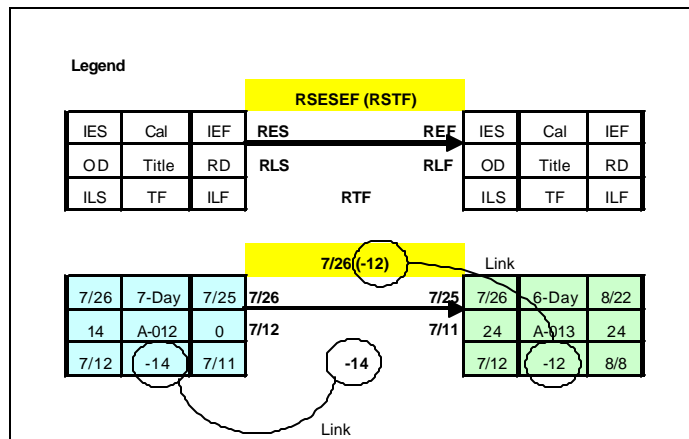 Legend
RSESEF (RSTF)
IES Cal IEF RES REF IES Cal IEF
OD Title RD RLS RLF OD Title RD
ILS TF ILF RTF ILS TF ILF
7/26 (-12) Link
7/26 7-Day 7/25 7/26 7/25 7/26 6-Day 8/22
14 A-012 0 7/12 7/11 24 A-013 24
7/12 -14 7/11 -14 7/12 -12 8/8
Link